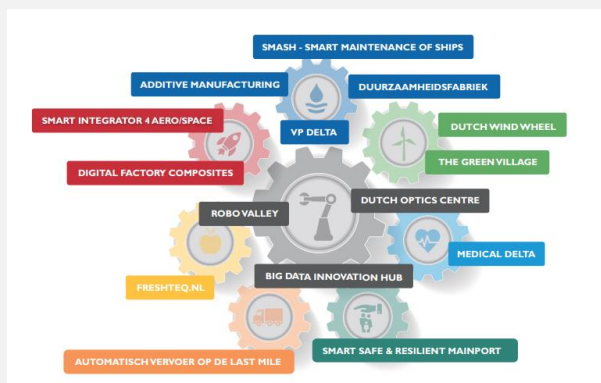 SMASH - SMART MAINTENANCE OF SHIPS
ADDITIVE MANUFACTURING
DUURZAAMHEIDSFABRIEK
SMART INTEGRATOR 4 AERO/SPACE
VP DELTA
DUTCH WIND WHEEL
THE GREEN VILLAGE
DIGITAL FACTORY COMPOSITES
DUTCH OPTICS CENTRE
ROBO VALLEY
MEDICAL DELTA
BIG DATA INNOVATION HUB
FRESHTEQ.NL
SMART SAFE & RESILIENT MAINPORT
AUTOMATISCH VERVOER OP DE LAST MILE